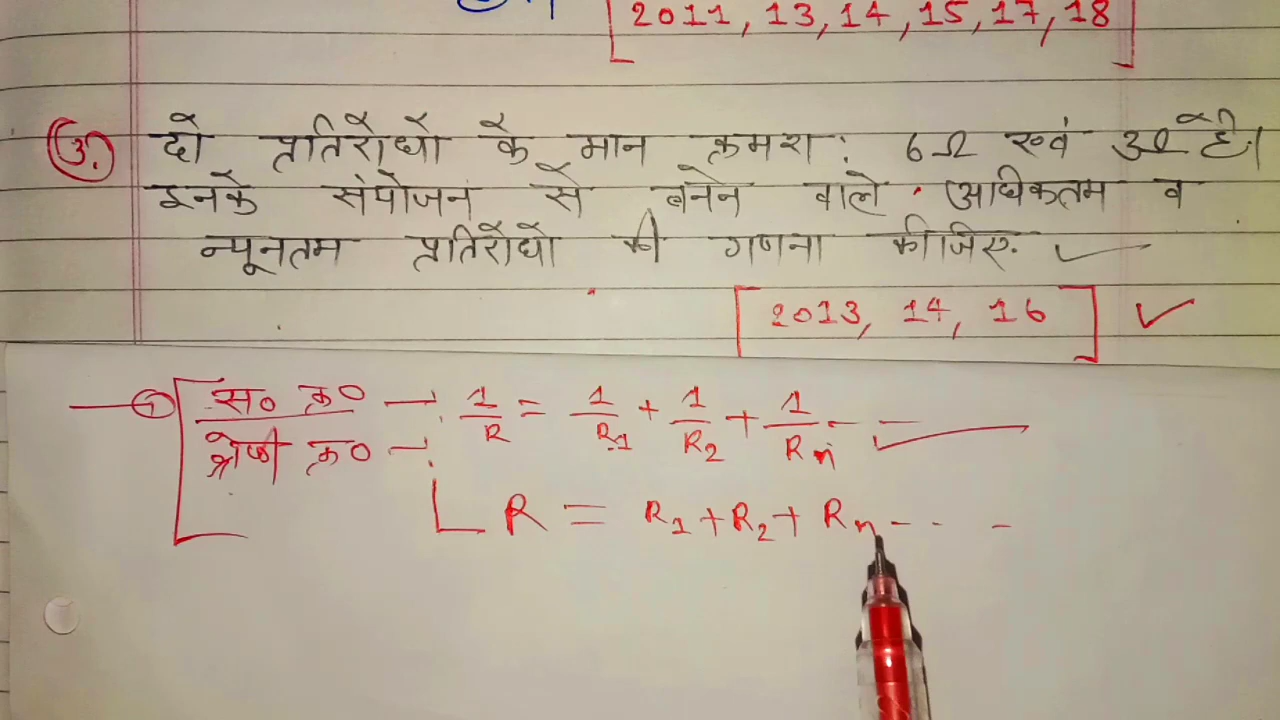 [2011, 13, 14, 15, 17, 18]
3. दो प्रतिरोधो के मान क्रमशः 6Ω एवं 3Ω है।
इनके संयोजन से बनेन वाले अधिकतम व
न्यूनतम प्रतिरोधो की गणना कीजिए.
[2013, 14, 16]
स० क्र० → 1/R = 1/R₁ + 1/R₂ + 1/Rₙ - -
श्रेणी क्र० →
R = R₁ + R₂ + Rₙ - - -